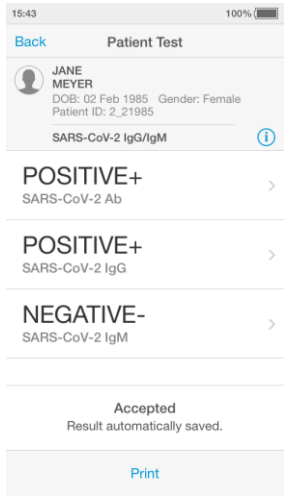 15:43 100%
Back Patient Test
JANE
MEYER
DOB: 02 Feb 1985 Gender: Female
Patient ID: 2_21985
SARS-CoV-2 IgG/IgM
POSITIVE+
SARS-CoV-2 Ab
POSITIVE+
SARS-CoV-2 IgG
NEGATIVE-
SARS-CoV-2 IgM
Accepted
Result automatically saved.
Print